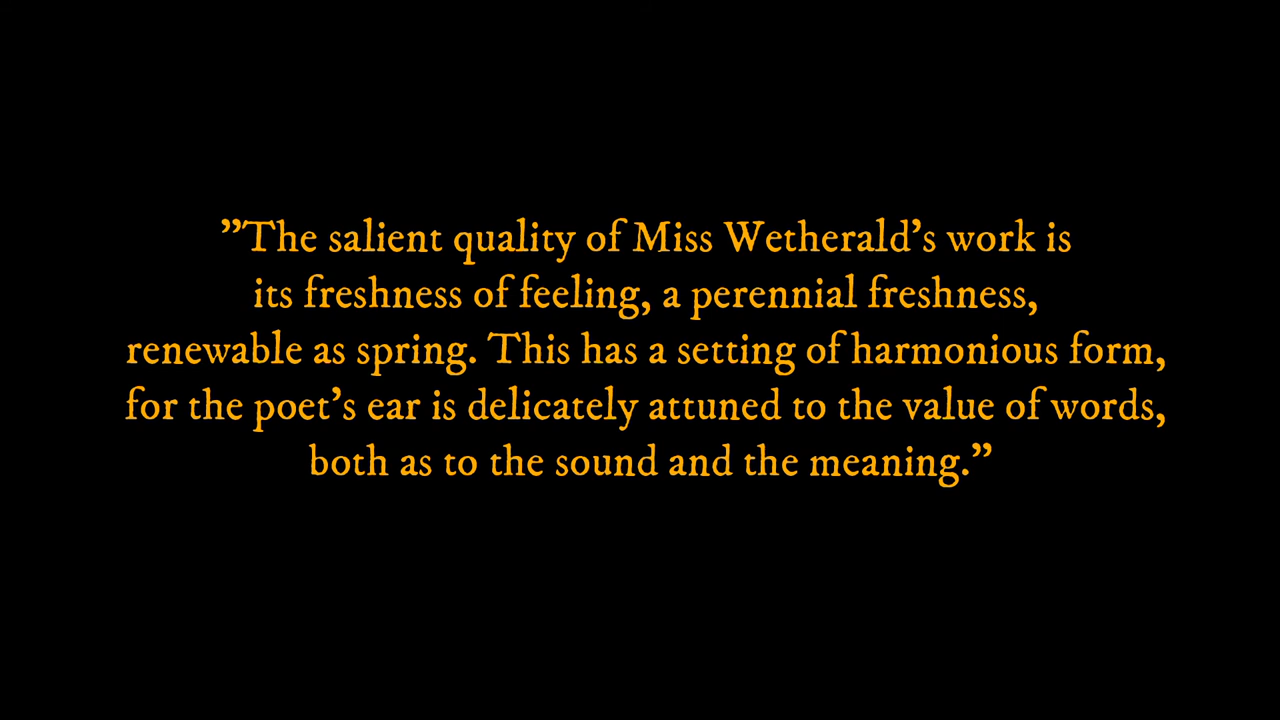 ”The salient quality of Miss Wetherald’s work is
its freshness of feeling, a perennial freshness,
renewable as spring. This has a setting of harmonious form,
for the poet’s ear is delicately attuned to the value of words,
both as to the sound and the meaning.”